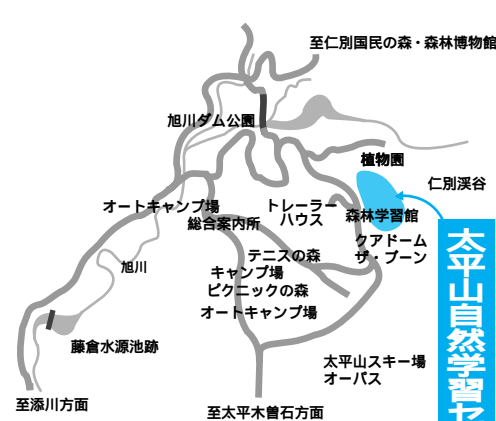 至仁別国民の森・森林博物館
旭川ダム公園
植物園
仁別渓谷
オートキャンプ場
総合案内所
トレーラー
ハウス
森林学習館
クアドーム
ザ・ブーン
テニスの森
キャンプ場
ピクニックの森
オートキャンプ場
旭川
藤倉水源池跡
太平山スキー場
オーパス
至添川方面
至太平木曽石方面
太平山自然学習セ